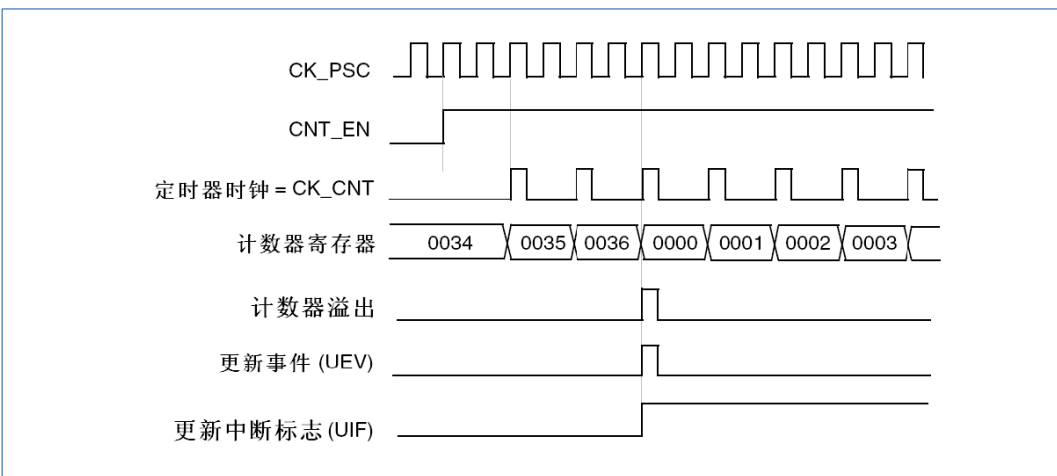 CK_PSC
CNT_EN
定时器时钟 = CK_CNT
计数器寄存器 0034 0035 0036 0000 0001 0002 0003
计数器溢出
更新事件 (UEV)
更新中断标志 (UIF)